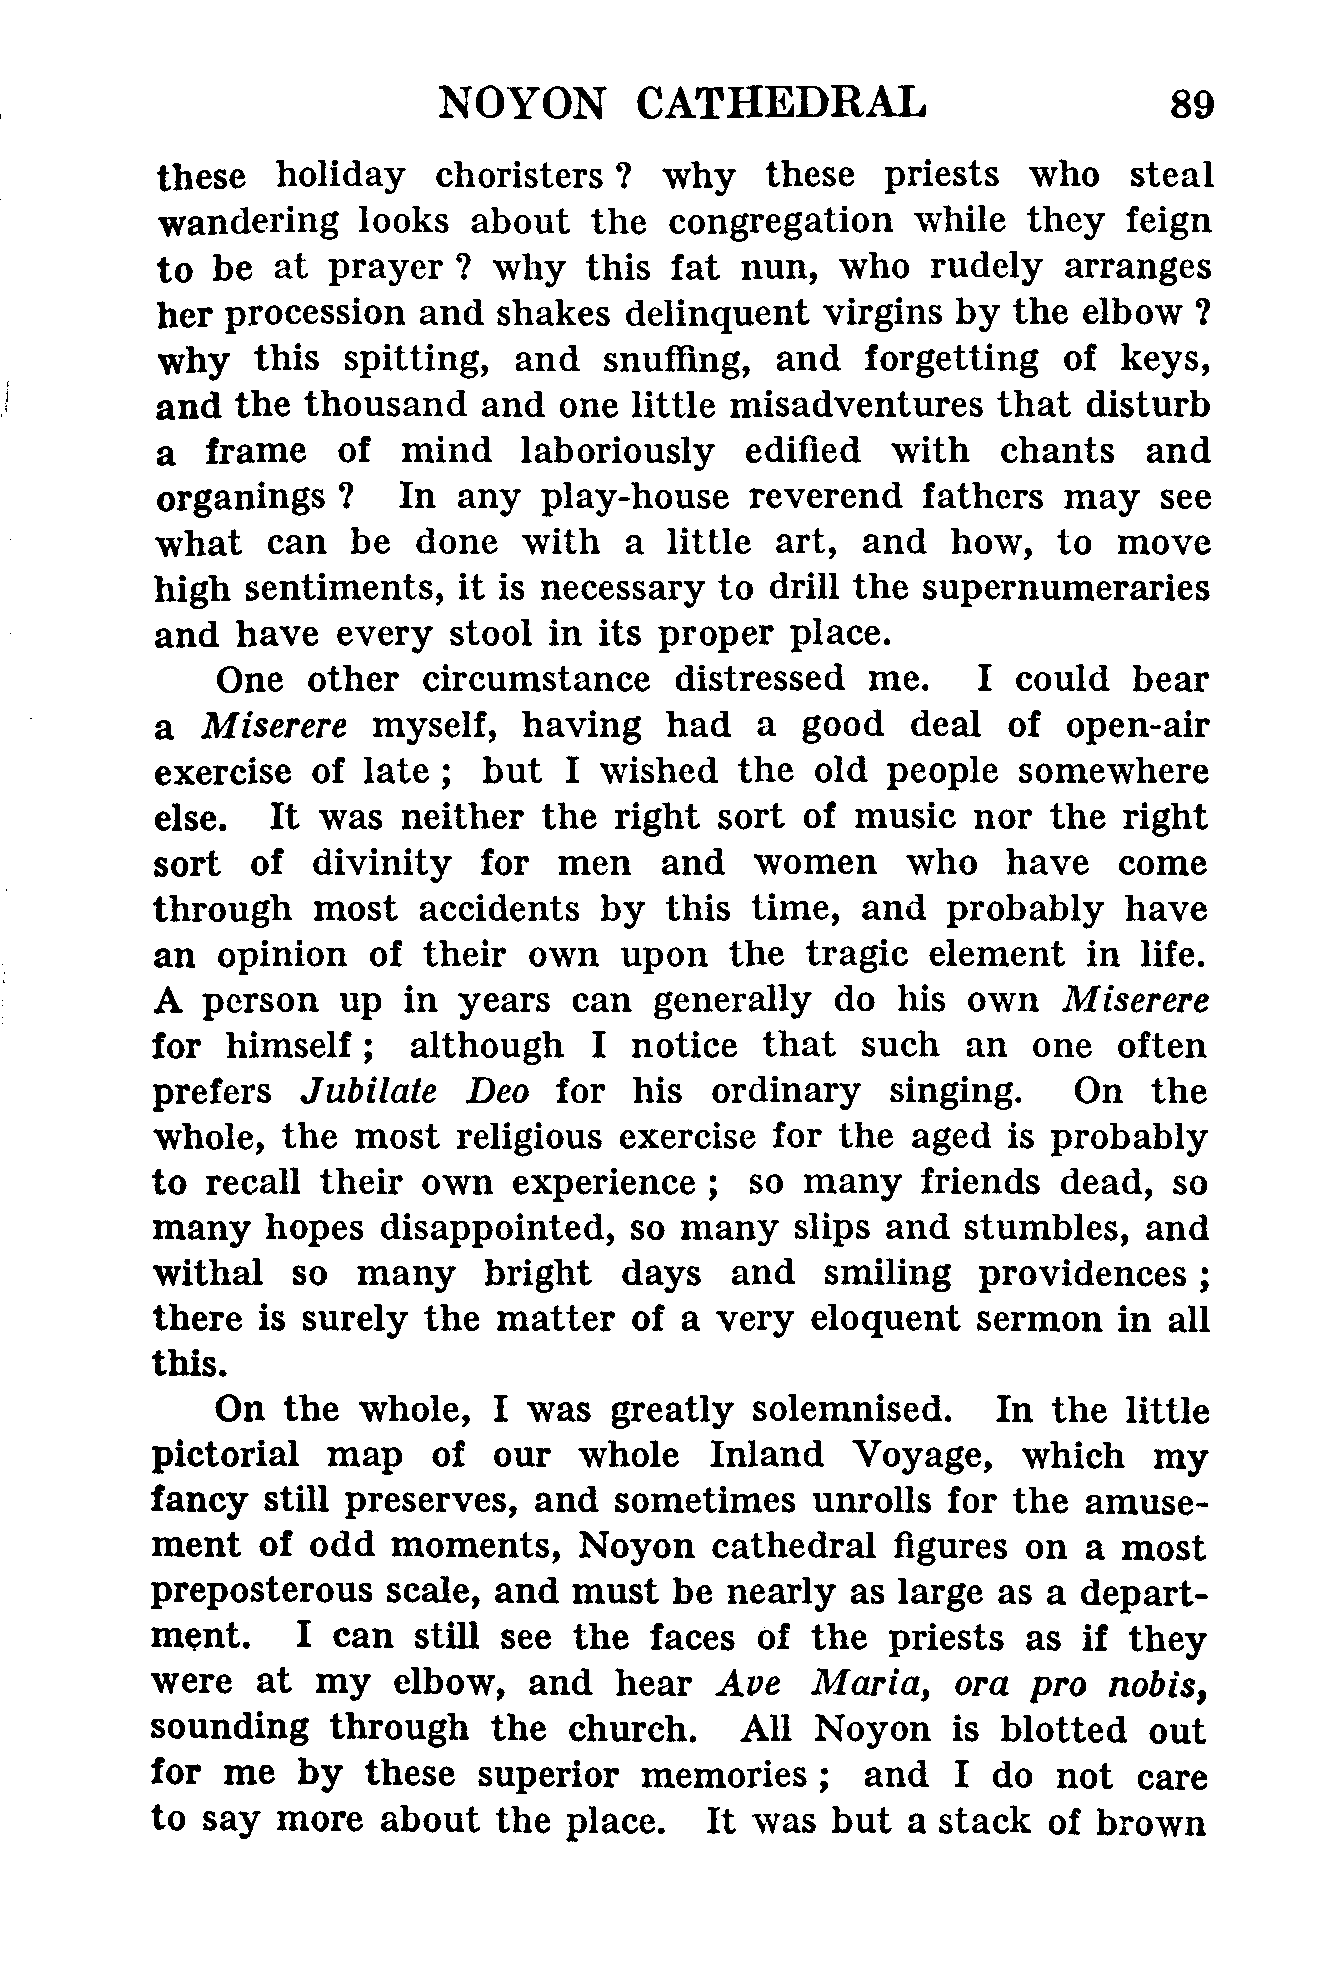 NOYON CATHEDRAL 89
these holiday choristers ? why these priests who steal
wandering looks about the congregation while they feign
to be at prayer ? why this fat nun, who rudely arranges
her procession and shakes delinquent virgins by the elbow ?
why this spitting, and snuffing, and forgetting of keys,
and the thousand and one little misadventures that disturb
a frame of mind laboriously edified with chants and
organings ? In any play-house reverend fathers may see
what can be done with a little art, and how, to move
high sentiments, it is necessary to drill the supernumeraries
and have every stool in its proper place.
One other circumstance distressed me. I could bear
a Miserere myself, having had a good deal of open-air
exercise of late ; but I wished the old people somewhere
else. It was neither the right sort of music nor the right
sort of divinity for men and women who have come
through most accidents by this time, and probably have
an opinion of their own upon the tragic element in life.
A person up in years can generally do his own Miserere
for himself ; although I notice that such an one often
prefers Jubilate Deo for his ordinary singing. On the
whole, the most religious exercise for the aged is probably
to recall their own experience ; so many friends dead, so
many hopes disappointed, so many slips and stumbles, and
withal so many bright days and smiling providences ;
there is surely the matter of a very eloquent sermon in all
this.
On the whole, I was greatly solemnised. In the little
pictorial map of our whole Inland Voyage, which my
fancy still preserves, and sometimes unrolls for the amuse-
ment of odd moments, Noyon cathedral figures on a most
preposterous scale, and must be nearly as large as a depart-
ment. I can still see the faces of the priests as if they
were at my elbow, and hear Ave Maria, ora pro nobis,
sounding through the church. All Noyon is blotted out
for me by these superior memories ; and I do not care
to say more about the place. It was but a stack of brown